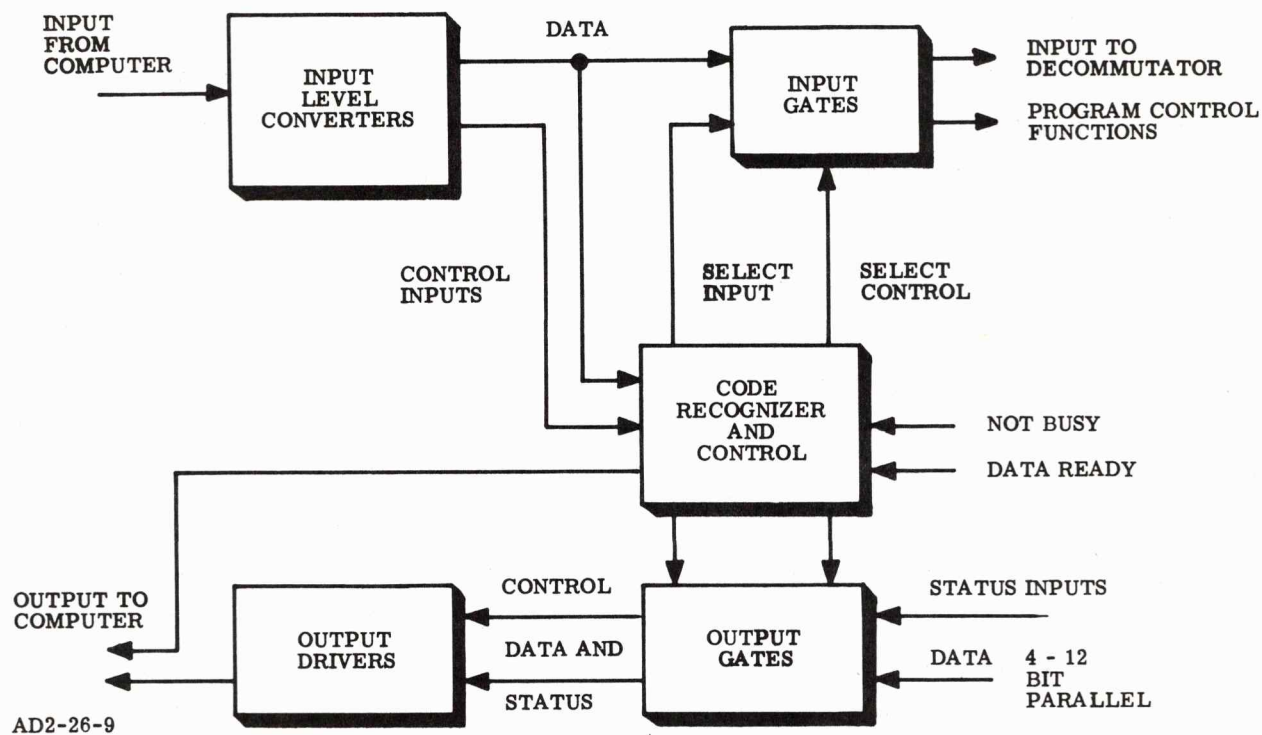 INPUT
FROM
COMPUTER
DATA
INPUT
LEVEL
CONVERTERS
INPUT
GATES
INPUT TO
DECOMMUTATOR
PROGRAM CONTROL
FUNCTIONS
CONTROL
INPUTS
SELECT
INPUT
SELECT
CONTROL
CODE
RECOGNIZER
AND
CONTROL
NOT BUSY
DATA READY
OUTPUT TO
COMPUTER
OUTPUT
DRIVERS
CONTROL
DATA AND
STATUS
OUTPUT
GATES
STATUS INPUTS
DATA 4 - 12
BIT
PARALLEL
AD2-26-9